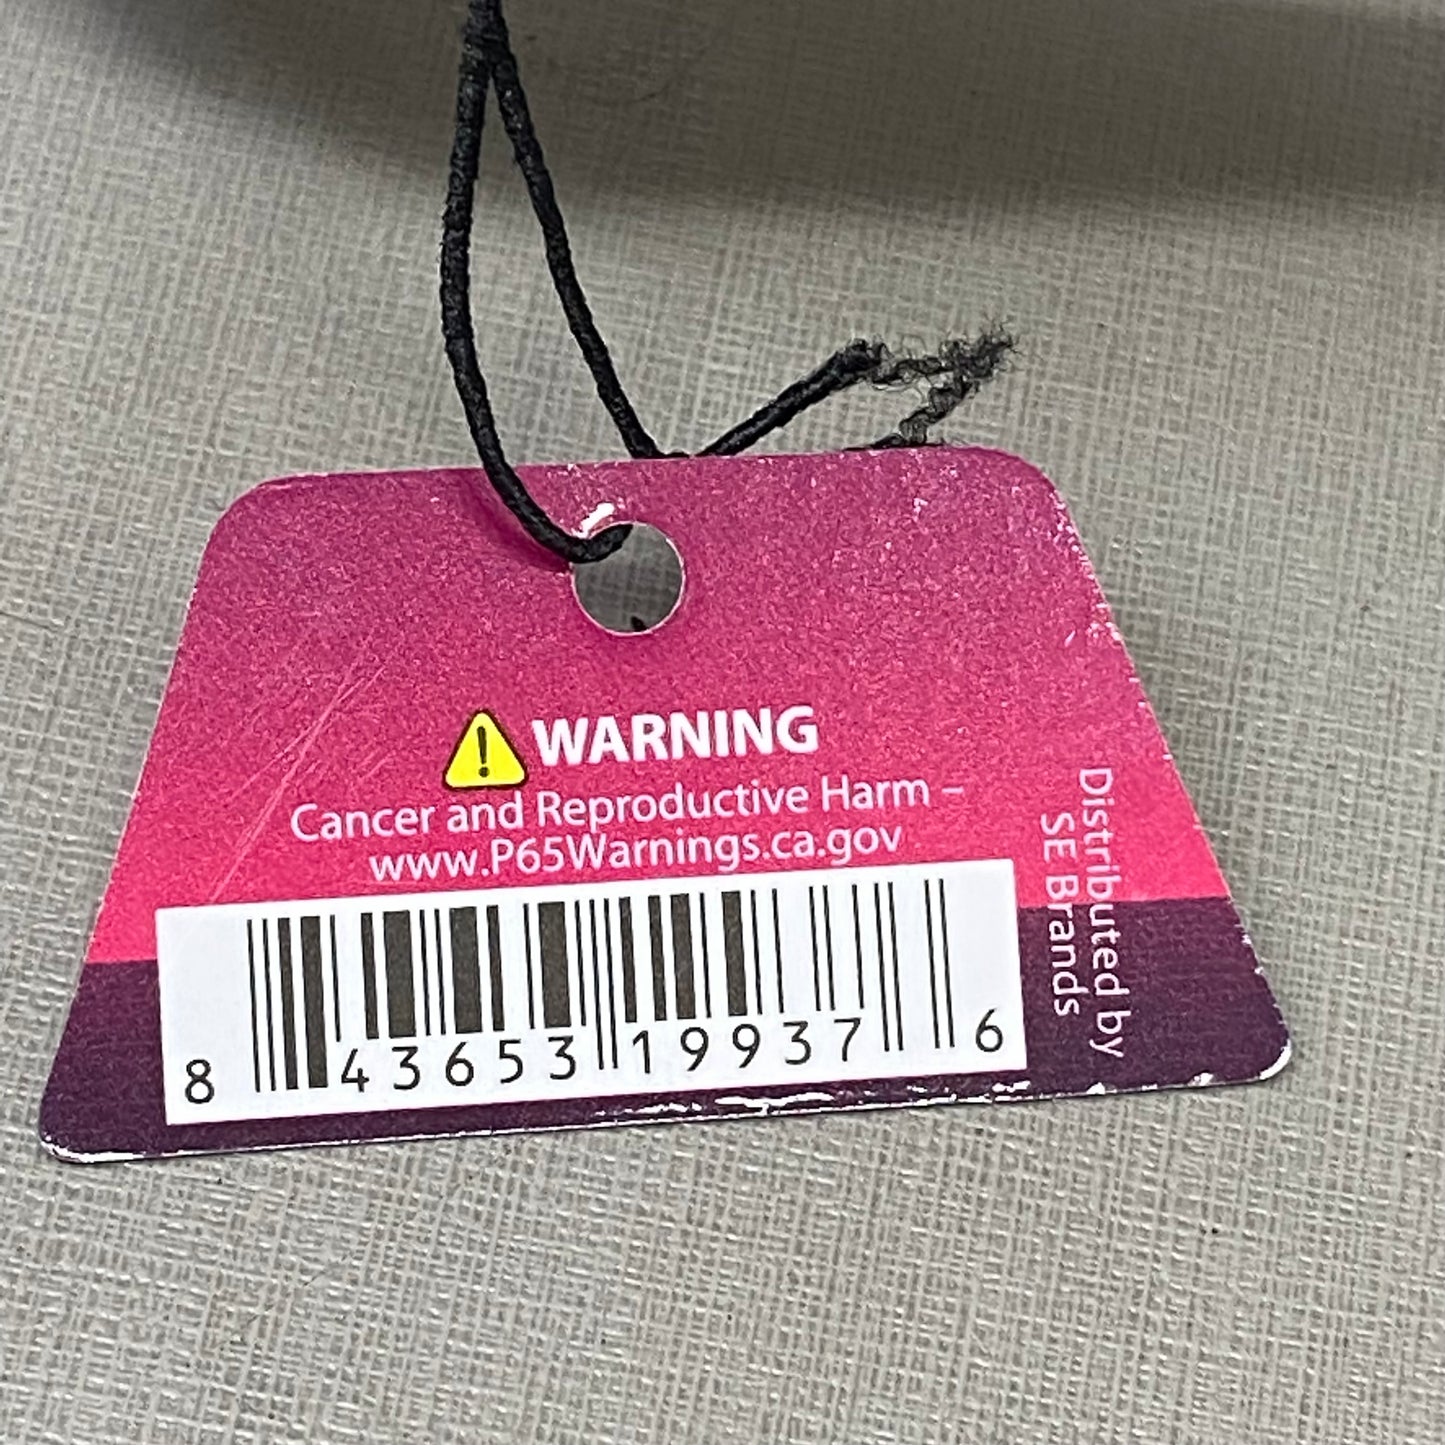 WARNING
Cancer and Reproductive Harm –
www.P65Warnings.ca.gov
8 43653 19937 6
Distributed by
SE Brands